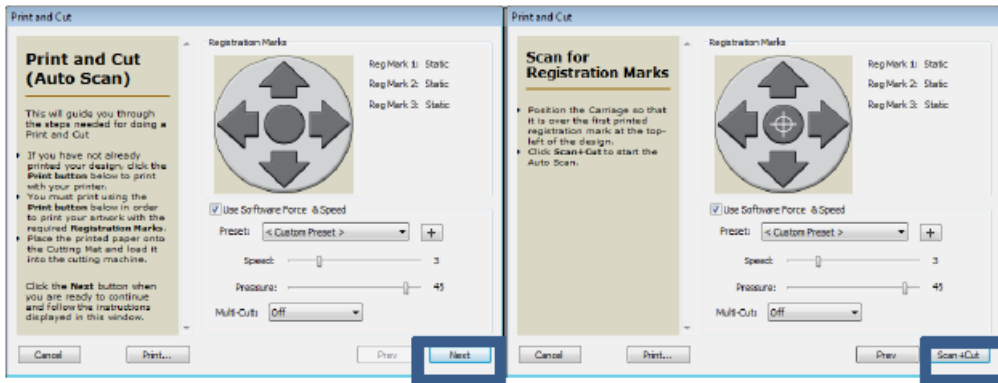 Print and Cut
Print and Cut
(Auto Scan)
This will guide you through
the steps needed for doing a
Print and Cut
If you have not already
printed your design, click the
Print button below to print
with your printer.
You must print using the
Print button below in order
to print your artwork with the
required Registration Marks.
Place the printed paper onto
the Cutting Mat and load it
into the cutting machine.
Click the Next button when
you are ready to continue
and follow the instructions
displayed in this window.
Registration Marks
Reg Mark 1: Static
Reg Mark 2: Static
Reg Mark 3: Static
Use Software Force & Speed
Preset: < Custom Preset > +
Speed: 3
Pressure: 45
Multi-Cut: Off
Cancel Print... Prev Next
Print and Cut
Scan for
Registration Marks
Position the Carriage so that
it is over the first printed
registration mark at the top-
left of the design.
Click Scan+Cut to start the
Auto Scan.
Registration Marks
Reg Mark 1: Static
Reg Mark 2: Static
Reg Mark 3: Static
Use Software Force & Speed
Preset: < Custom Preset > +
Speed: 3
Pressure: 45
Multi-Cut: Off
Cancel Print... Prev Scan+Cut